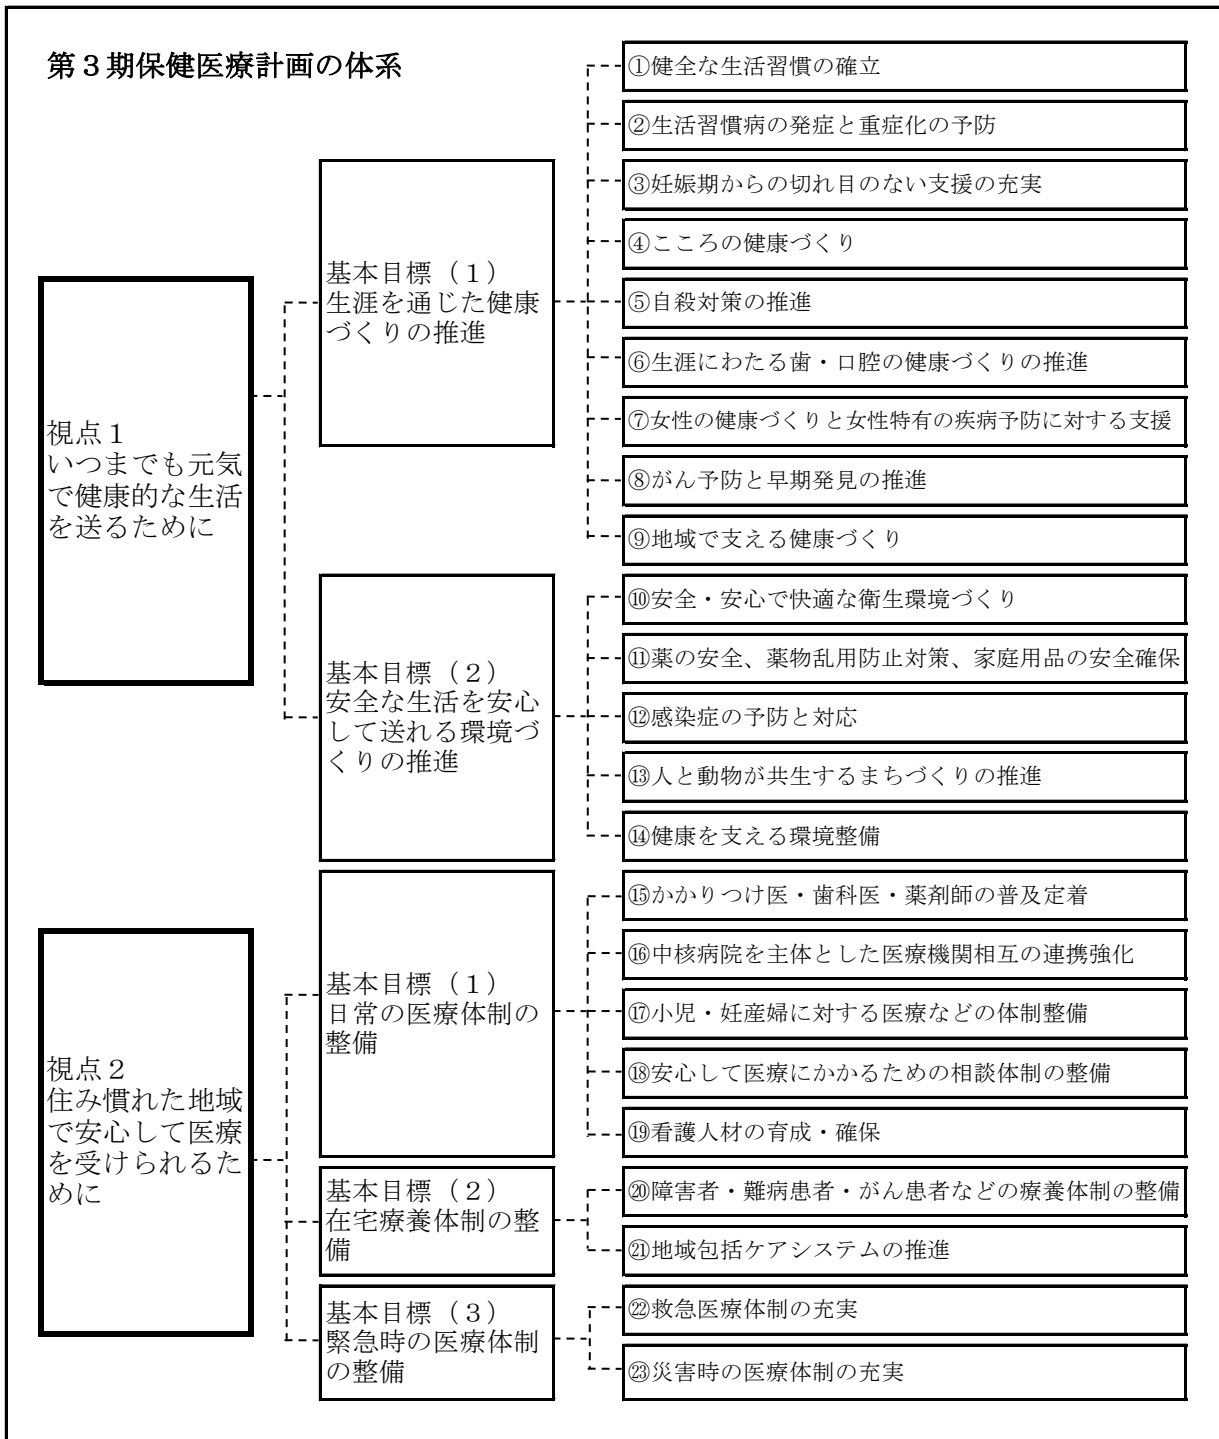 第３期保健医療計画の体系
視点１
いつまでも元気
で健康的な生活
を送るために
基本目標（１）
生涯を通じた健康
づくりの推進
①健全な生活習慣の確立
②生活習慣病の発症と重症化の予防
③妊娠期からの切れ目のない支援の充実
④こころの健康づくり
⑤自殺対策の推進
⑥生涯にわたる歯・口腔の健康づくりの推進
⑦女性の健康づくりと女性特有の疾病予防に対する支援
⑧がん予防と早期発見の推進
⑨地域で支える健康づくり
基本目標（２）
安全な生活を安心
して送れる環境づ
くりの推進
⑩安全・安心で快適な衛生環境づくり
⑪薬の安全、薬物乱用防止対策、家庭用品の安全確保
⑫感染症の予防と対応
⑬人と動物が共生するまちづくりの推進
⑭健康を支える環境整備
視点２
住み慣れた地域
で安心して医療
を受けられるた
めに
基本目標（１）
日常の医療体制の
整備
⑮かかりつけ医・歯科医・薬剤師の普及定着
⑯中核病院を主体とした医療機関相互の連携強化
⑰小児・妊産婦に対する医療などの体制整備
⑱安心して医療にかかるための相談体制の整備
⑲看護人材の育成・確保
基本目標（２）
在宅療養体制の整
備
⑳障害者・難病患者・がん患者などの療養体制の整備
㉑地域包括ケアシステムの推進
基本目標（３）
緊急時の医療体制
の整備
㉒救急医療体制の充実
㉓災害時の医療体制の充実